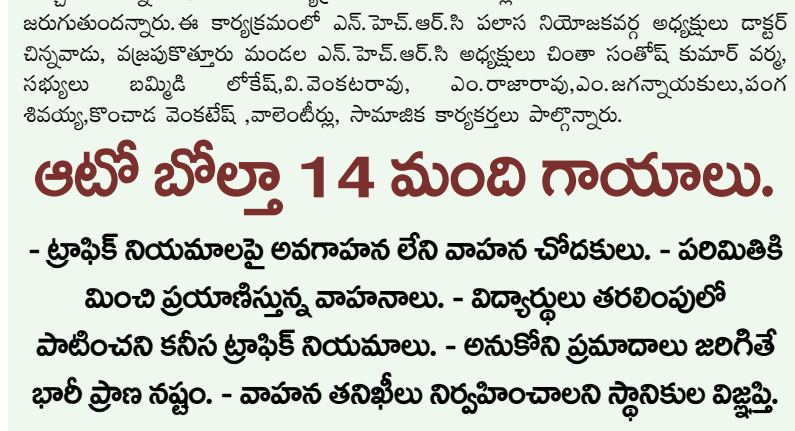 జరుగుతుందన్నారు.ఈ కార్యక్రమంలో ఎన్.హెచ్.ఆర్.సి పలాస నియోజకవర్గ అధ్యక్షులు డాక్టర్
చిన్నవాడు, వజ్రపుకొత్తూరు మండల ఎన్.హెచ్.ఆర్.సి అధ్యక్షులు చింతా సంతోష్ కుమార్ వర్మ,
సభ్యులు బమ్మిడి లోకేష్,వి.వెంకటరావు, ఎం.రాజారావు,ఎం.జగన్నాయకులు,పంగ
శివయ్య,కొంచాడ వెంకటేష్ ,వాలెంటీర్లు, సామాజిక కార్యకర్తలు పాల్గొన్నారు.
ఆటో బోల్తా 14 మంది గాయాలు.
- ట్రాఫిక్ నియమాలపై అవగాహన లేని వాహన చోదకులు. - పరిమితికి
మించి ప్రయాణిస్తున్న వాహనాలు. - విద్యార్థులు తరలింపులో
పాటించని కనీస ట్రాఫిక్ నియమాలు. - అనుకోని ప్రమాదాలు జరిగితే
భారీ ప్రాణ నష్టం. - వాహన తనిఖీలు నిర్వహించాలని స్థానికుల విజ్ఞప్తి.